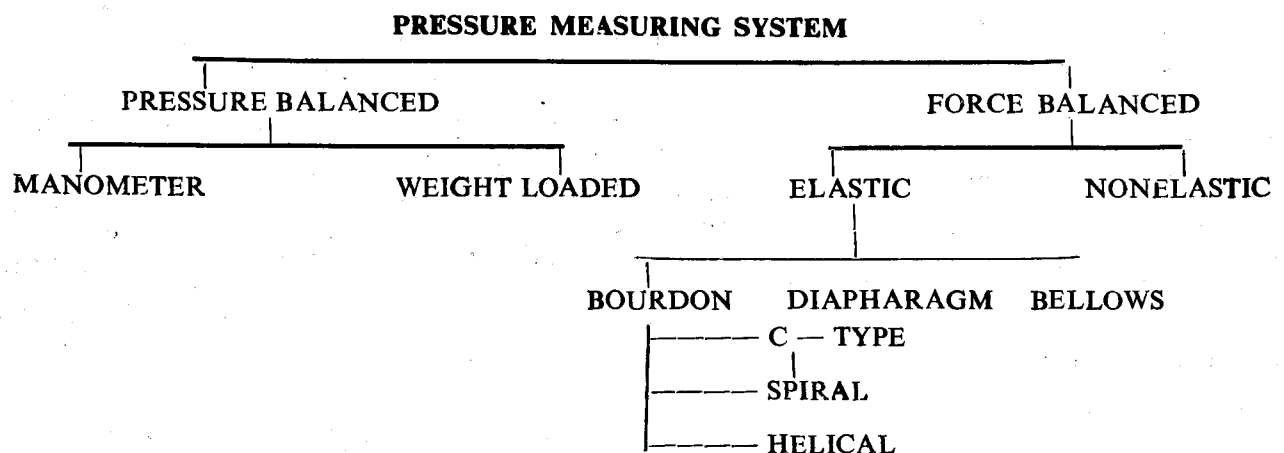 PRESSURE MEASURING SYSTEM
PRESSURE BALANCED FORCE BALANCED
MANOMETER WEIGHT LOADED ELASTIC NONELASTIC
BOURDON DIAPHARAGM BELLOWS
C — TYPE
SPIRAL
HELICAL